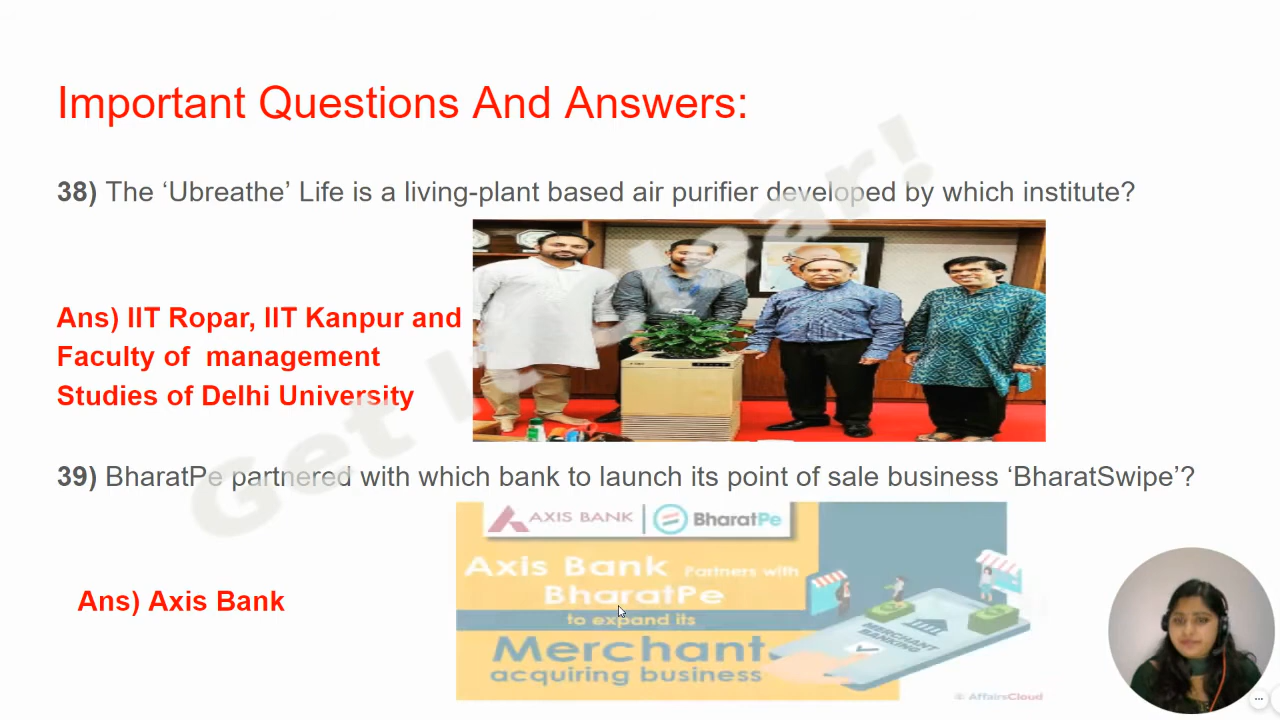 Important Questions And Answers:
38) The ‘Ubreathe’ Life is a living-plant based air purifier developed by which institute?
Ans) IIT Ropar, IIT Kanpur and
Faculty of management
Studies of Delhi University
39) BharatPe partnered with which bank to launch its point of sale business ‘BharatSwipe’?
AXIS BANK | BharatPe
Axis Bank Partners with
BharatPe
to expand its
Merchant
acquiring business
MERCHANT
BANKING
Ans) Axis Bank
© AffairsCloud
Get It Clear!